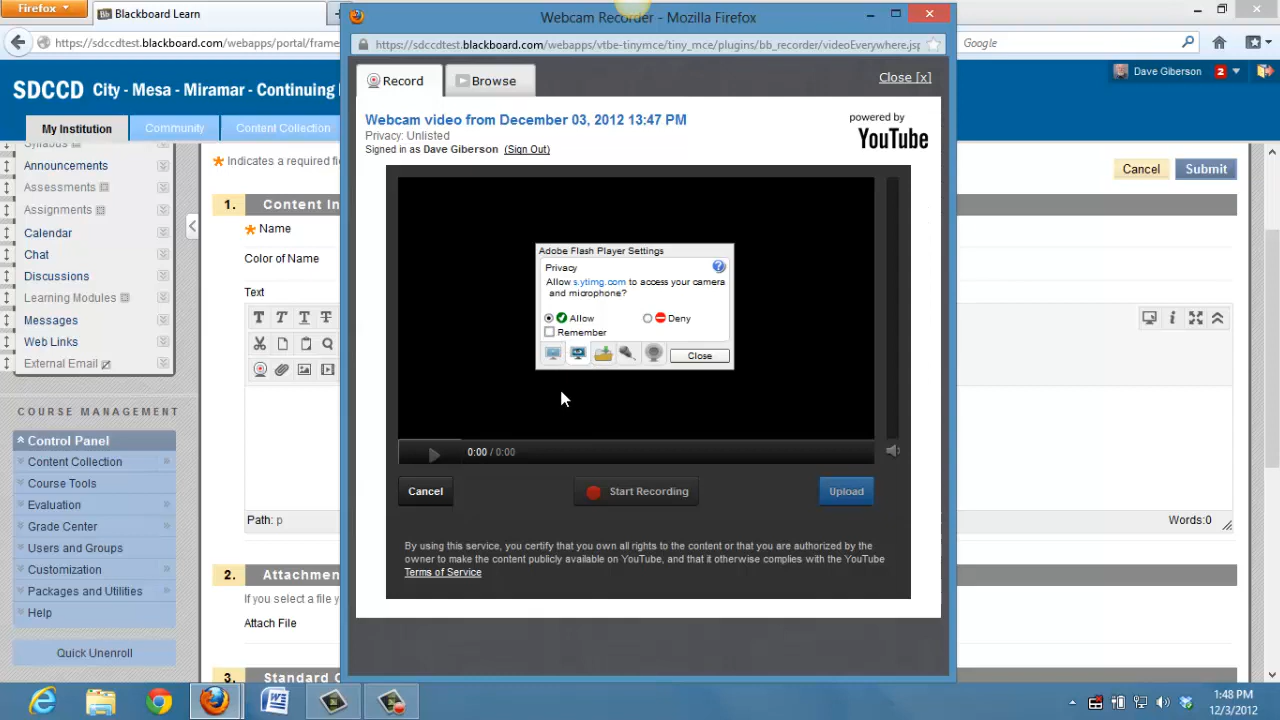 Firefox
Blackboard Learn
https://sdccdtest.blackboard.com/webapps/portal/frame
Google
SDCCD City - Mesa - Miramar - Continuing
Dave Giberson 2
My Institution
Community
Content Collection
Syllabus
Announcements
Assessments
Assignments
Calendar
Chat
Discussions
Learning Modules
Messages
Web Links
External Email
COURSE MANAGEMENT
Control Panel
Content Collection
Course Tools
Evaluation
Grade Center
Users and Groups
Customization
Packages and Utilities
Help
Quick Unenroll
Indicates a required fi
Cancel
Submit
1. Content In
Name
Color of Name
Text
T T T T
Path: p
Words:0
2. Attachmen
If you select a file y
Attach File
3. Standard O
Webcam Recorder - Mozilla Firefox
https://sdccdtest.blackboard.com/webapps/vtbe-tinymce/tiny_mce/plugins/bb_recorder/videoEverywhere.jsp
Record
Browse
Close [x]
Webcam video from December 03, 2012 13:47 PM
Privacy: Unlisted
Signed in as Dave Giberson (Sign Out)
powered by
YouTube
Adobe Flash Player Settings
Privacy
Allow s.ytimg.com to access your camera
and microphone?
Allow
Deny
Remember
Close
0:00 / 0:00
Cancel
Start Recording
Upload
By using this service, you certify that you own all rights to the content or that you are authorized by the
owner to make the content publicly available on YouTube, and that it otherwise complies with the YouTube
Terms of Service
1:48 PM
12/3/2012